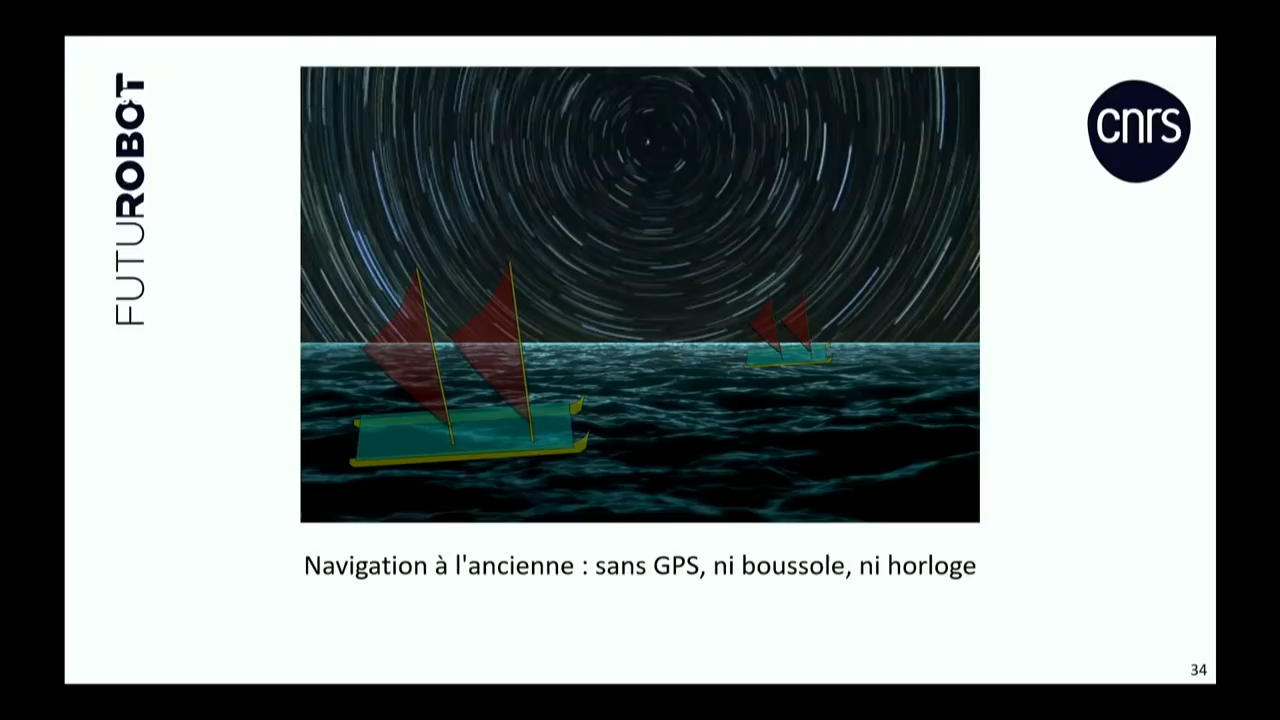 FUTUROBOT
cnrs
Navigation à l'ancienne : sans GPS, ni boussole, ni horloge
34